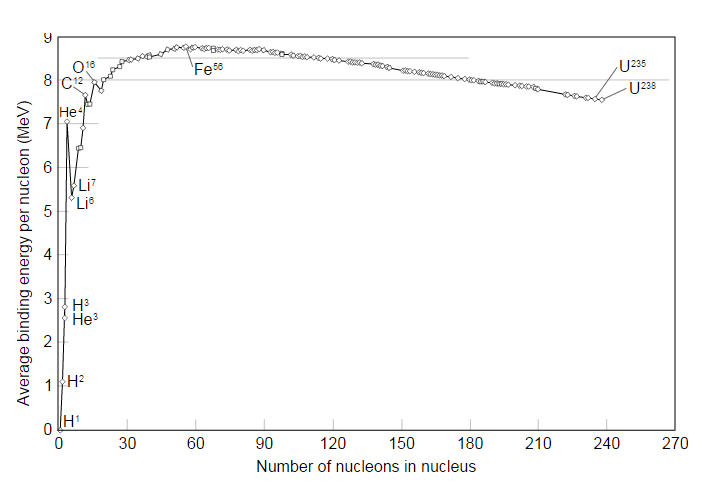 9
8
7
6
5
4
3
2
1
0
Average binding energy per nucleon (MeV)
O¹⁶
C¹²
He⁴
Li⁷
Li⁶
H³
He³
H²
H¹
Fe⁵⁶
U²³⁵
U²³⁸
0 30 60 90 120 150 180 210 240 270
Number of nucleons in nucleus